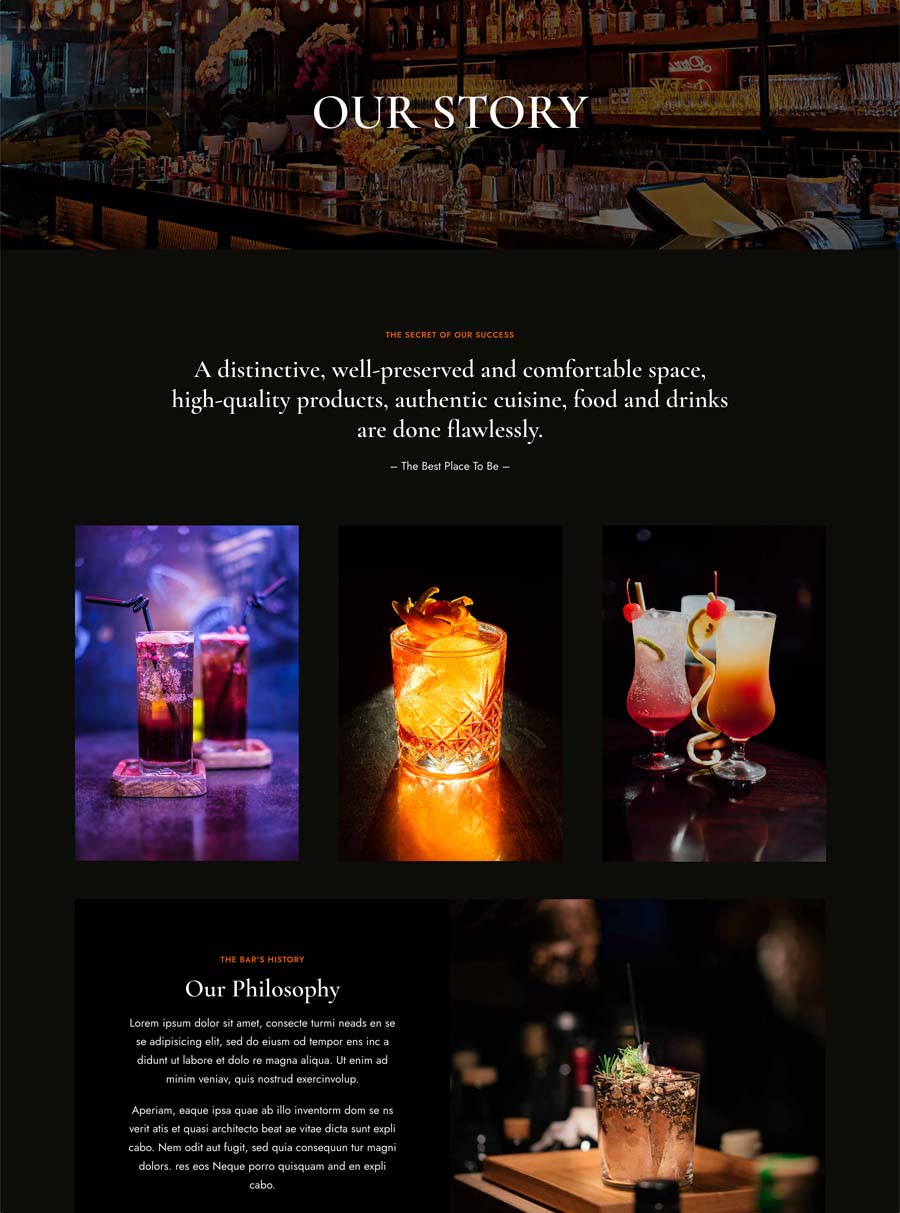 OUR STORY
THE SECRET OF OUR SUCCESS
A distinctive, well-preserved and comfortable space,
high-quality products, authentic cuisine, food and drinks
are done flawlessly.
– The Best Place To Be –
THE BAR'S HISTORY
Our Philosophy
Lorem ipsum dolor sit amet, consecte turmi neads en se
se adipisicing elit, sed do eiusm od tempor ens inc a
didunt ut labore et dolo re magna aliqua. Ut enim ad
minim veniav, quis nostrud exercinvolup.
Aperiam, eaque ipsa quae ab illo inventorm dom se ns
verit atis et quasi architecto beat ae vitae dicta sunt expli
cabo. Nem odit aut fugit, sed quia consequun tur magni
dolors. res eos Neque porro quisquam and en expli
cabo.